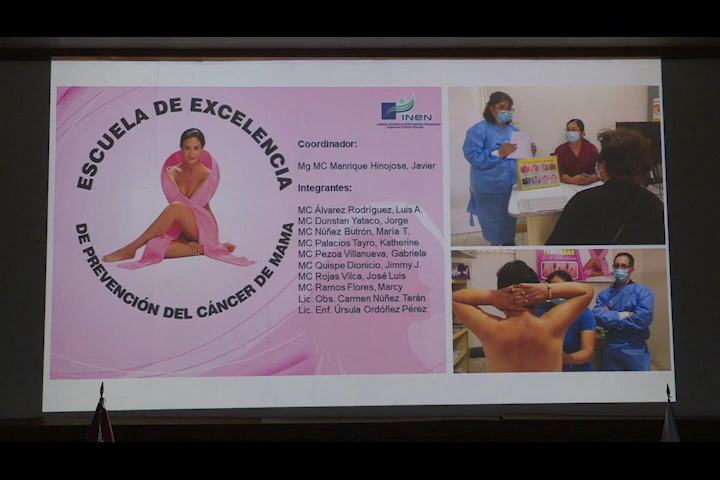 ESCUELA DE EXCELENCIA
DE PREVENCIÓN DEL CÁNCER DE MAMA
INEN
Coordinador:
Mg MC Manrique Hinojosa, Javier
Integrantes:
MC Álvarez Rodríguez, Luis A.
MC Dunstan Yataco, Jorge
MC Núñez Butrón, María T.
MC Palacios Tayro, Katherine
MC Pezoa Villanueva, Gabriela
MC Quispe Dionicio, Jimmy J.
MC Rojas Vilca, José Luis
MC Ramos Flores, Marcy
Lic. Obs. Carmen Núñez Terán
Lic. Enf. Úrsula Ordóñez Pérez
TEMPRANA